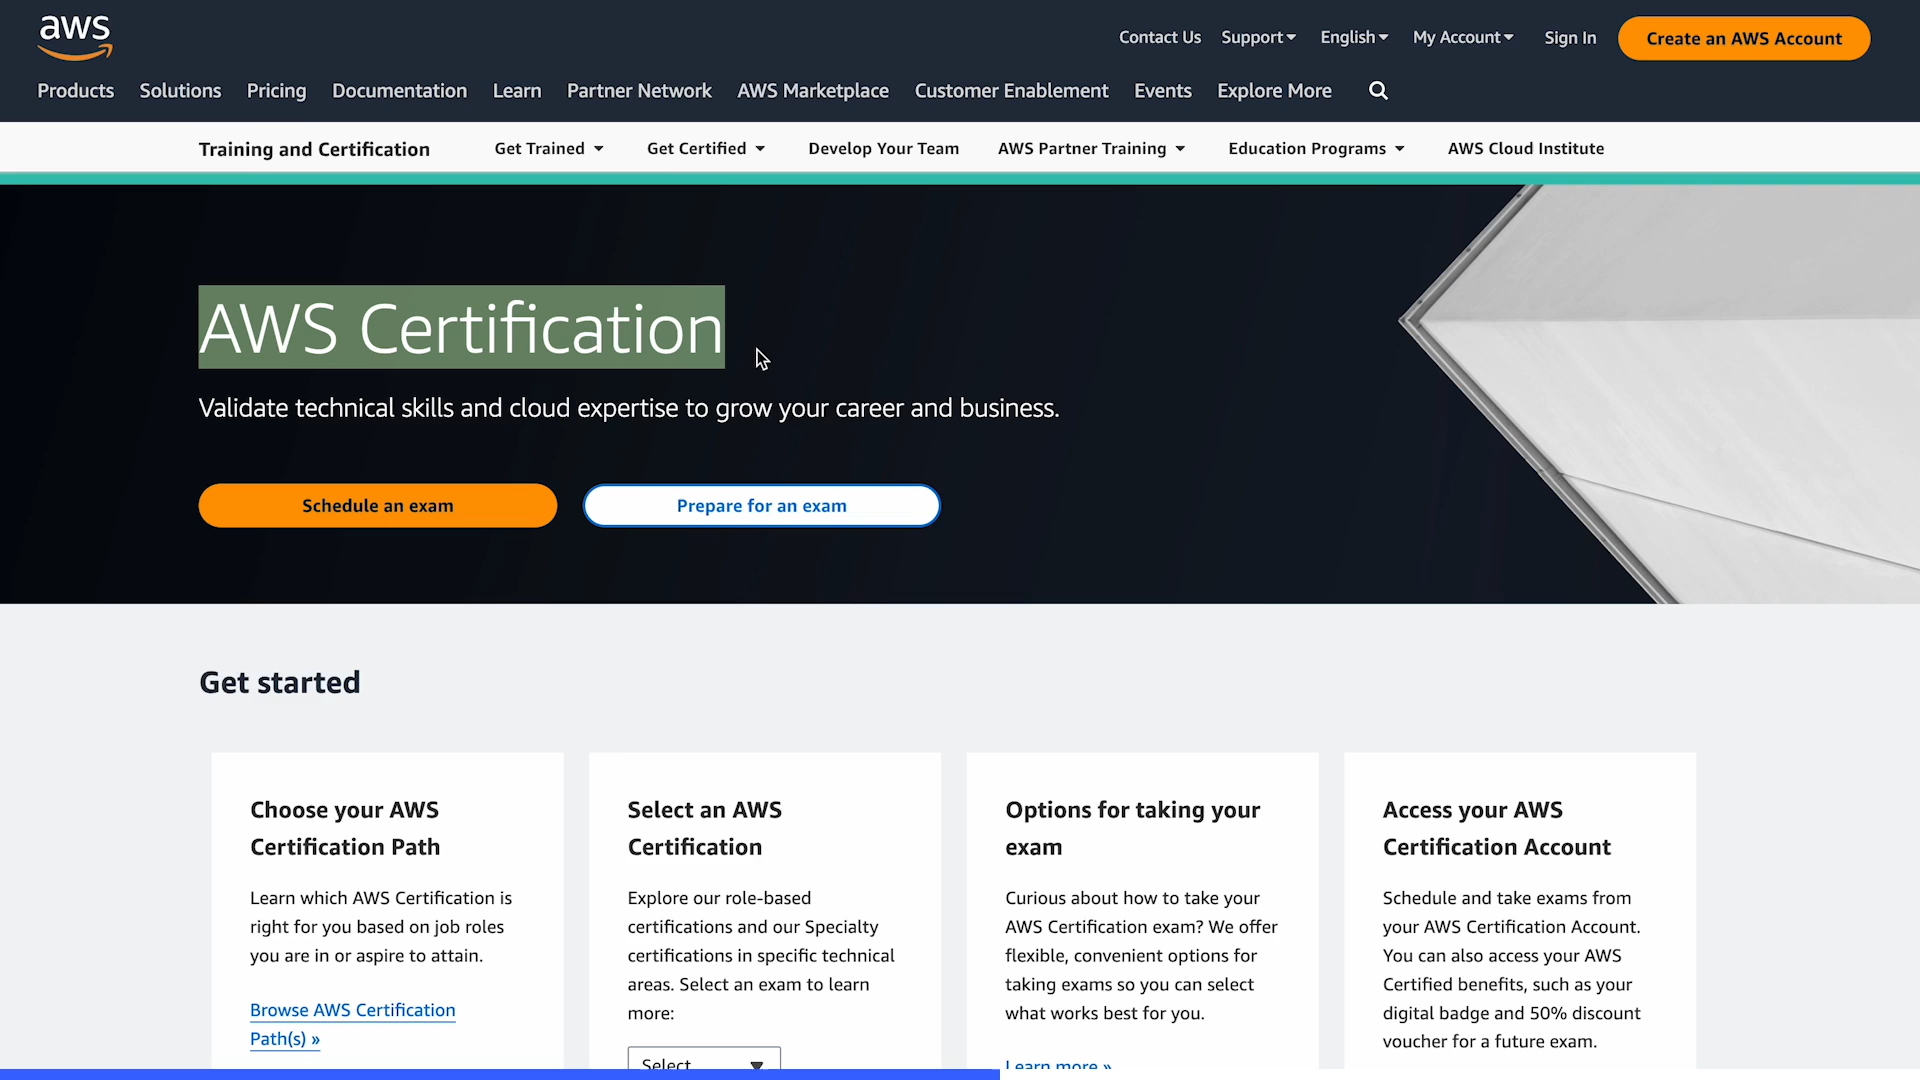 aws
Contact Us Support English My Account Sign In Create an AWS Account
Products Solutions Pricing Documentation Learn Partner Network AWS Marketplace Customer Enablement Events Explore More
Training and Certification Get Trained Get Certified Develop Your Team AWS Partner Training Education Programs AWS Cloud Institute
AWS Certification
Validate technical skills and cloud expertise to grow your career and business.
Schedule an exam Prepare for an exam
Get started
Choose your AWS
Certification Path
Learn which AWS Certification is
right for you based on job roles
you are in or aspire to attain.
Browse AWS Certification
Path(s) »
Select an AWS
Certification
Explore our role-based
certifications and our Specialty
certifications in specific technical
areas. Select an exam to learn
more:
Select
Options for taking your
exam
Curious about how to take your
AWS Certification exam? We offer
flexible, convenient options for
taking exams so you can select
what works best for you.
Learn more »
Access your AWS
Certification Account
Schedule and take exams from
your AWS Certification Account.
You can also access your AWS
Certified benefits, such as your
digital badge and 50% discount
voucher for a future exam.